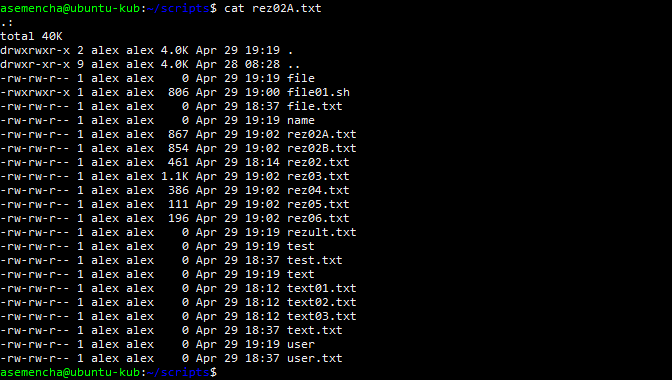 asemencha@ubuntu-kub:~/scripts$ cat rez02A.txt
.:
total 40K
drwxrwxr-x 2 alex alex 4.0K Apr 29 19:19 .
drwxr-xr-x 9 alex alex 4.0K Apr 28 08:28 ..
-rw-rw-r-- 1 alex alex    0 Apr 29 19:19 file
-rwxrwxr-x 1 alex alex  806 Apr 29 19:00 file01.sh
-rw-rw-r-- 1 alex alex    0 Apr 29 18:37 file.txt
-rw-rw-r-- 1 alex alex    0 Apr 29 19:19 name
-rw-rw-r-- 1 alex alex  867 Apr 29 19:02 rez02A.txt
-rw-rw-r-- 1 alex alex  854 Apr 29 19:02 rez02B.txt
-rw-rw-r-- 1 alex alex  461 Apr 29 18:14 rez02.txt
-rw-rw-r-- 1 alex alex 1.1K Apr 29 19:02 rez03.txt
-rw-rw-r-- 1 alex alex  386 Apr 29 19:02 rez04.txt
-rw-rw-r-- 1 alex alex  111 Apr 29 19:02 rez05.txt
-rw-rw-r-- 1 alex alex  196 Apr 29 19:02 rez06.txt
-rw-rw-r-- 1 alex alex    0 Apr 29 19:19 rezult.txt
-rw-rw-r-- 1 alex alex    0 Apr 29 19:19 test
-rw-rw-r-- 1 alex alex    0 Apr 29 18:37 test.txt
-rw-rw-r-- 1 alex alex    0 Apr 29 19:19 text
-rw-rw-r-- 1 alex alex    0 Apr 29 18:12 text01.txt
-rw-rw-r-- 1 alex alex    0 Apr 29 18:12 text02.txt
-rw-rw-r-- 1 alex alex    0 Apr 29 18:12 text03.txt
-rw-rw-r-- 1 alex alex    0 Apr 29 18:37 text.txt
-rw-rw-r-- 1 alex alex    0 Apr 29 19:19 user
-rw-rw-r-- 1 alex alex    0 Apr 29 18:37 user.txt
asemencha@ubuntu-kub:~/scripts$